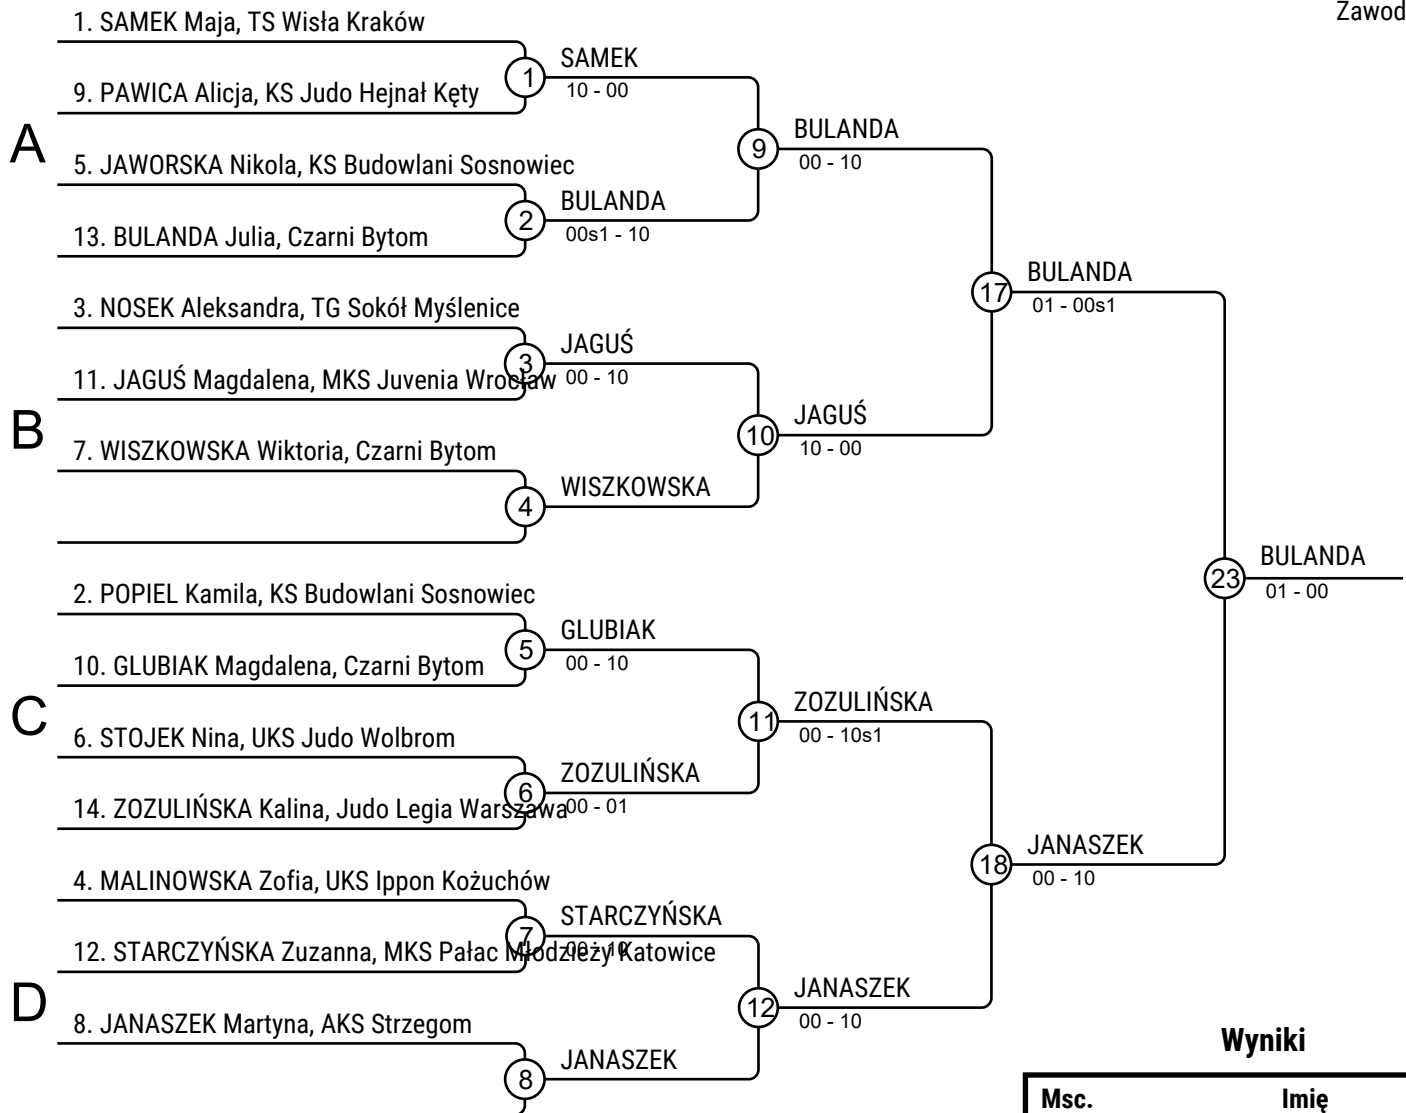 Zawod
1. SAMEK Maja, TS Wisła Kraków
9. PAWICA Alicja, KS Judo Hejnał Kęty
1
SAMEK
10 - 00
A
5. JAWORSKA Nikola, KS Budowlani Sosnowiec
13. BULANDA Julia, Czarni Bytom
2
BULANDA
00s1 - 10
9
BULANDA
00 - 10
3. NOSEK Aleksandra, TG Sokół Myślenice
11. JAGUŚ Magdalena, MKS Juvenia Wrocław
3
JAGUŚ
00 - 10
B
7. WISZKOWSKA Wiktoria, Czarni Bytom
4
WISZKOWSKA
10
JAGUŚ
10 - 00
17
BULANDA
01 - 00s1
2. POPIEL Kamila, KS Budowlani Sosnowiec
10. GLUBIAK Magdalena, Czarni Bytom
5
GLUBIAK
00 - 10
C
6. STOJEK Nina, UKS Judo Wolbrom
14. ZOZULIŃSKA Kalina, Judo Legia Warszawa
6
ZOZULIŃSKA
00 - 01
11
ZOZULIŃSKA
00 - 10s1
4. MALINOWSKA Zofia, UKS Ippon Kożuchów
12. STARCZYŃSKA Zuzanna, MKS Pałac Młodzieży Katowice
7
STARCZYŃSKA
00 - 10
D
8. JANASZEK Martyna, AKS Strzegom
8
JANASZEK
12
JANASZEK
00 - 10
18
JANASZEK
00 - 10
23
BULANDA
01 - 00
Wyniki
Msc.
Imię